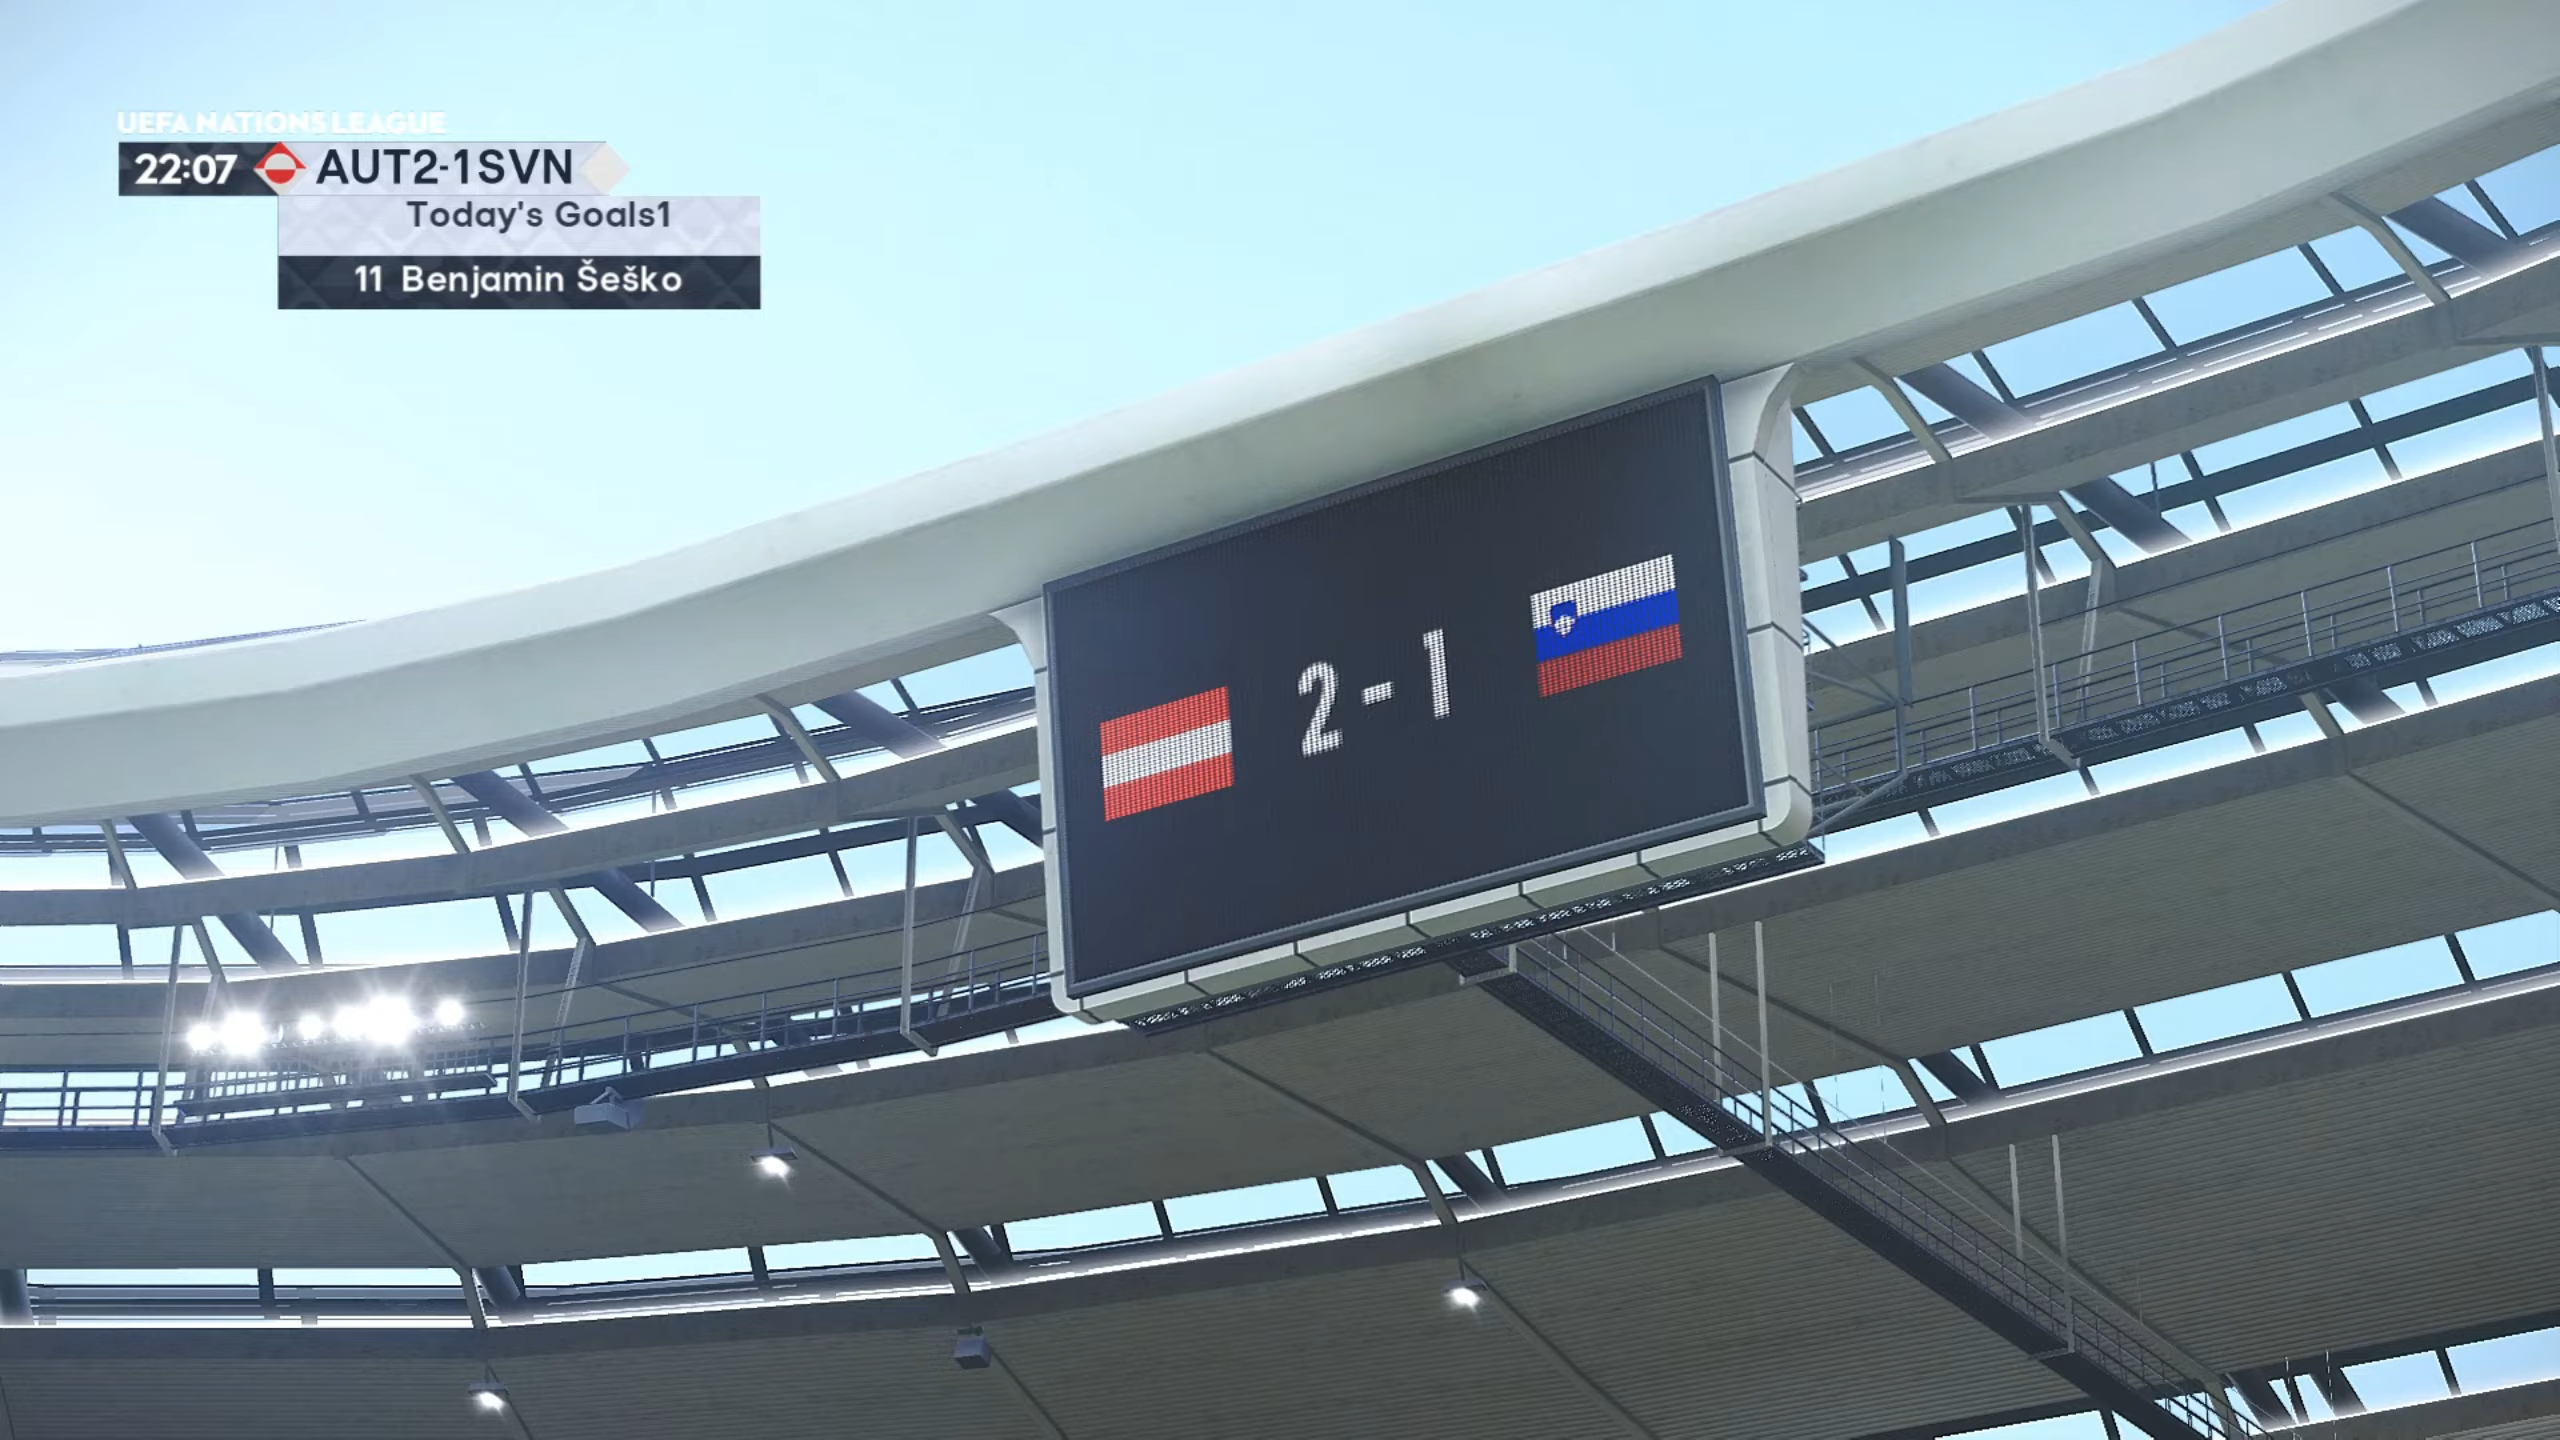 UEFA NATIONS LEAGUE
22:07 AUT2-1SVN
Today's Goals1
11 Benjamin Šeško
2 - 1